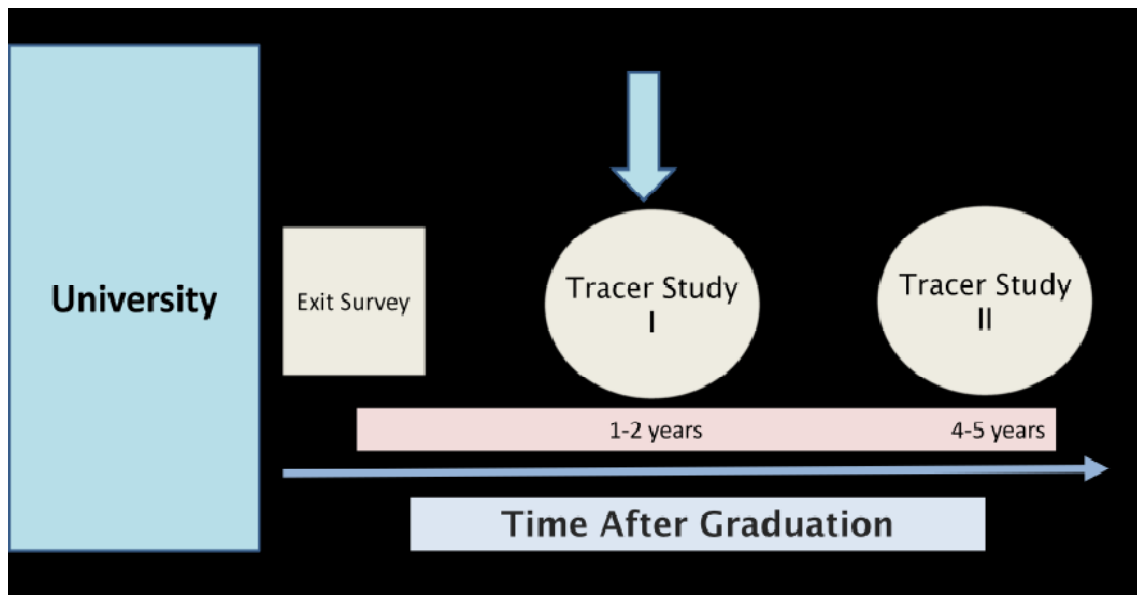 University
Exit Survey
Tracer Study
I
Tracer Study
II
1-2 years
4-5 years
Time After Graduation